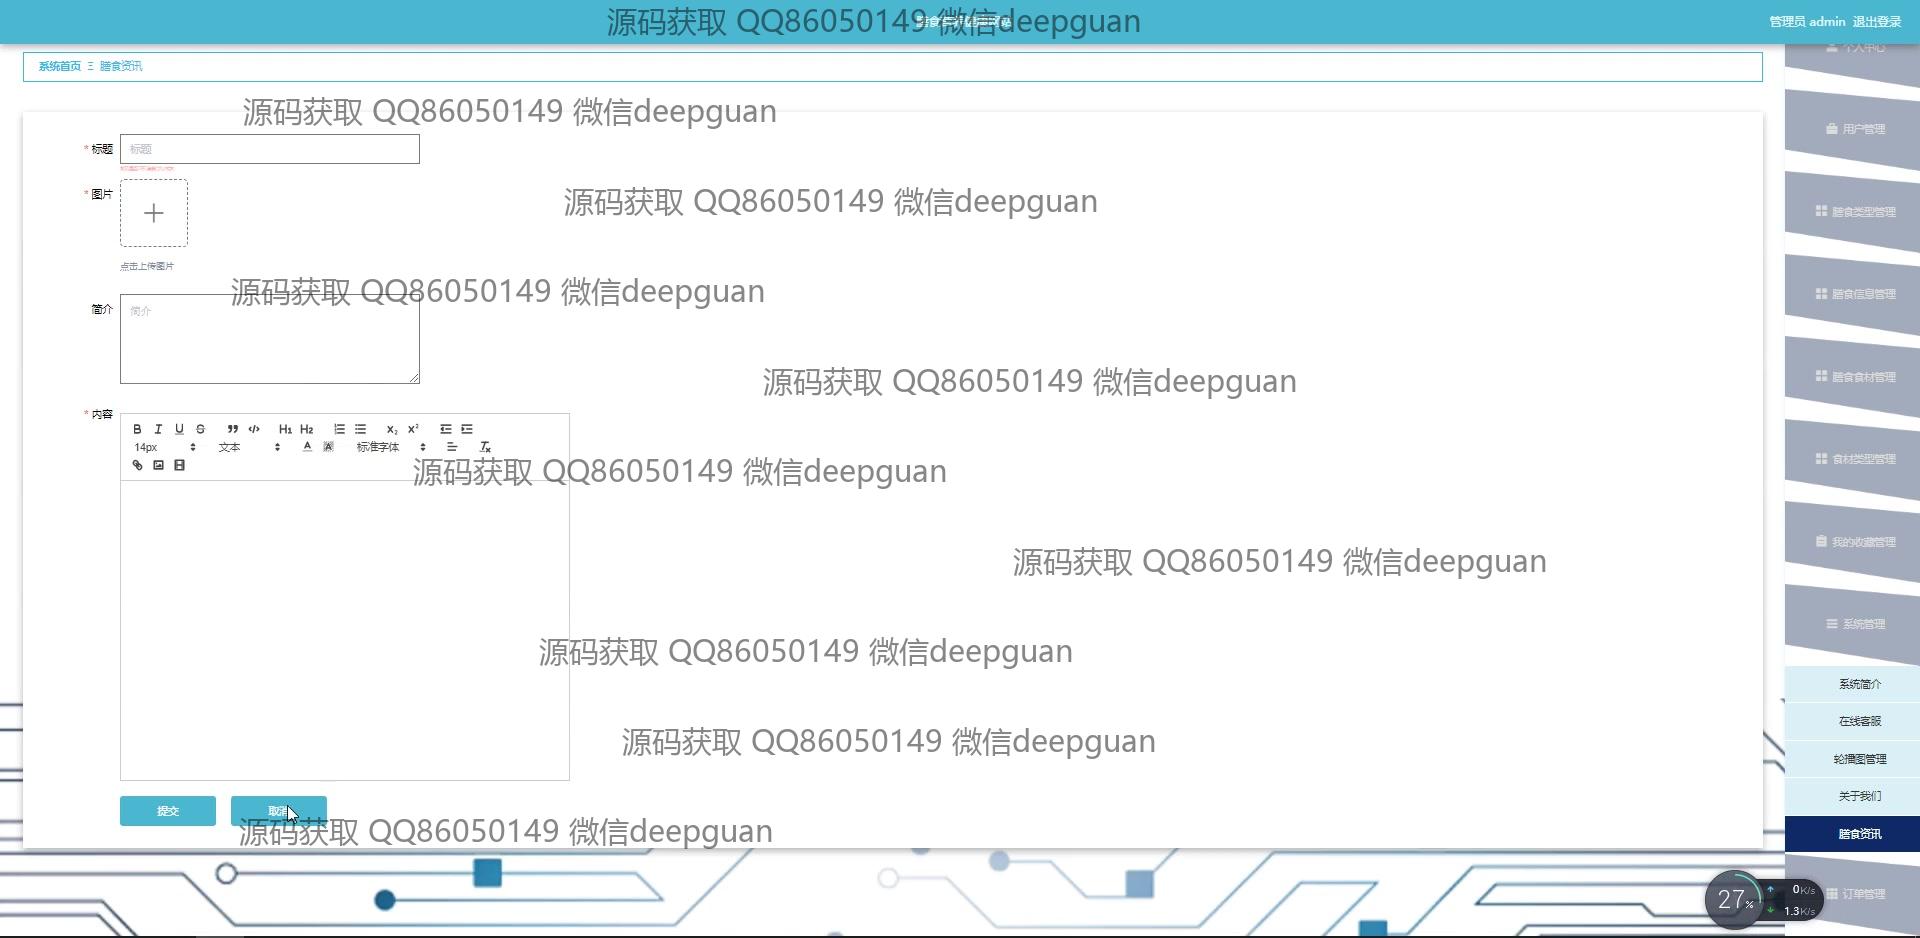 源码获取 QQ86050149 微信deepguan
管理员 admin 退出登录
系统首页 Ξ 膳食资讯
个人中心
源码获取 QQ86050149 微信deepguan
* 标题
标题
用户管理
* 图片
源码获取 QQ86050149 微信deepguan
膳食类型管理
点击上传图片
源码获取 QQ86050149 微信deepguan
膳食信息管理
简介
简介
源码获取 QQ86050149 微信deepguan
膳食食材管理
* 内容
B I U S ” </> H1 H2 X₂ X²
14px 文本 A A 标准字体 Tx
源码获取 QQ86050149 微信deepguan
食材类型管理
我的收藏管理
源码获取 QQ86050149 微信deepguan
系统管理
源码获取 QQ86050149 微信deepguan
系统简介
在线客服
源码获取 QQ86050149 微信deepguan
轮播图管理
关于我们
提交
取消
源码获取 QQ86050149 微信deepguan
膳食资讯
订单管理
27%
0K/s
1.3K/s